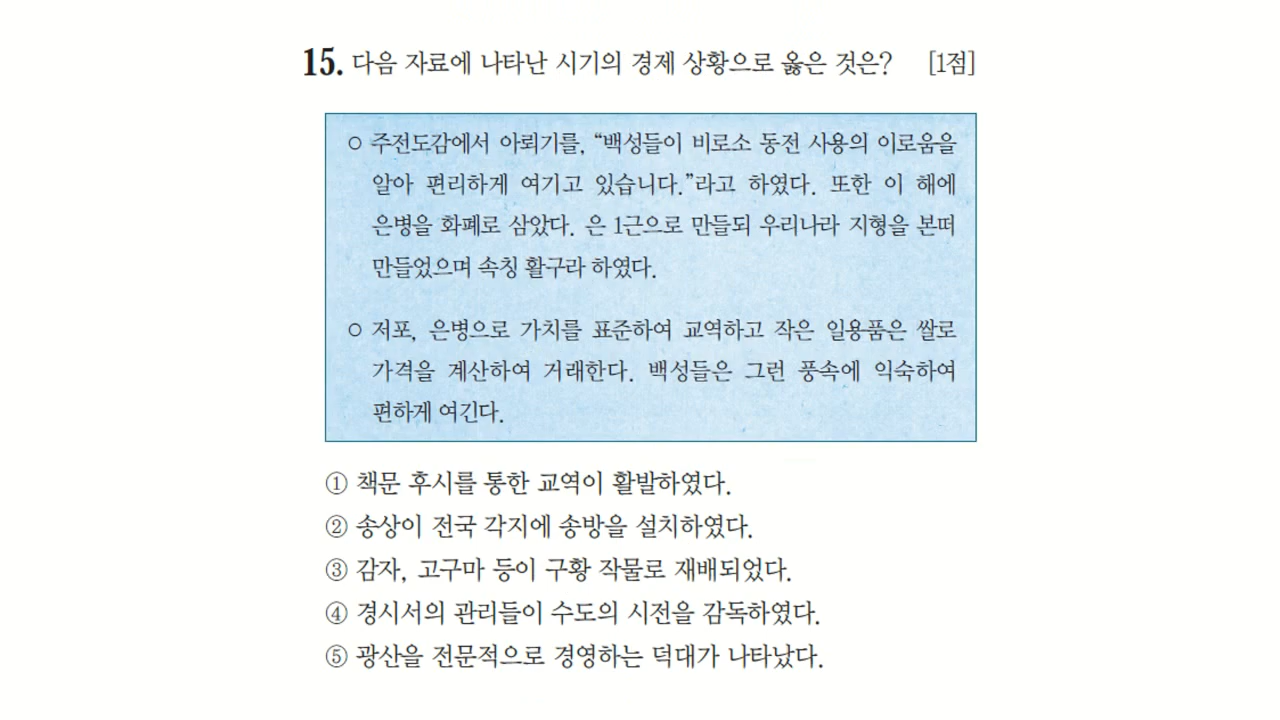 15. 다음 자료에 나타난 시기의 경제 상황으로 옳은 것은? [1점]
○ 주전도감에서 아뢰기를, “백성들이 비로소 동전 사용의 이로움을
알아 편리하게 여기고 있습니다.”라고 하였다. 또한 이 해에
은병을 화폐로 삼았다. 은 1근으로 만들되 우리나라 지형을 본떠
만들었으며 속칭 활구라 하였다.
○ 저포, 은병으로 가치를 표준하여 교역하고 작은 일용품은 쌀로
가격을 계산하여 거래한다. 백성들은 그런 풍속에 익숙하여
편하게 여긴다.
① 책문 후시를 통한 교역이 활발하였다.
② 송상이 전국 각지에 송방을 설치하였다.
③ 감자, 고구마 등이 구황 작물로 재배되었다.
④ 경시서의 관리들이 수도의 시전을 감독하였다.
⑤ 광산을 전문적으로 경영하는 덕대가 나타났다.